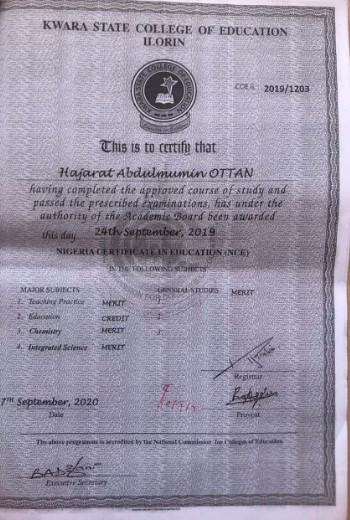 KWARA STATE COLLEGE OF EDUCATION
ILORIN
COE/IL 2019/1203
This is to certify that
Hajarat Abdulmumin OTTAN
having completed the approved course of study and
passed the prescribed examinations, has under the
authority of the Academic Board been awarded
this day 24th September, 2019
NIGERIA CERTIFICATE IN EDUCATION (NCE)
IN THE FOLLOWING SUBJECTS
MAJOR SUBJECTS GENERAL STUDIES MERIT
1. Teaching Practice MERIT 1
2. Education CREDIT 2
3. Chemistry MERIT 3
4. Integrated Science MERIT
Registrar
7TH September, 2020
Date Provost
The above programme is accredited by the National Commission for Colleges of Education.
Executive Secretary